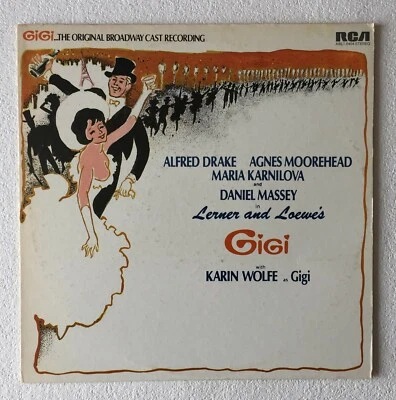 GiGi...THE ORIGINAL BROADWAY CAST RECORDING
RCA
ALFRED DRAKE AGNES MOOREHEAD
MARIA KARNILOVA
and
DANIEL MASSEY
in
Lerner and Loewe's
GiGi
with
KARIN WOLFE as Gigi